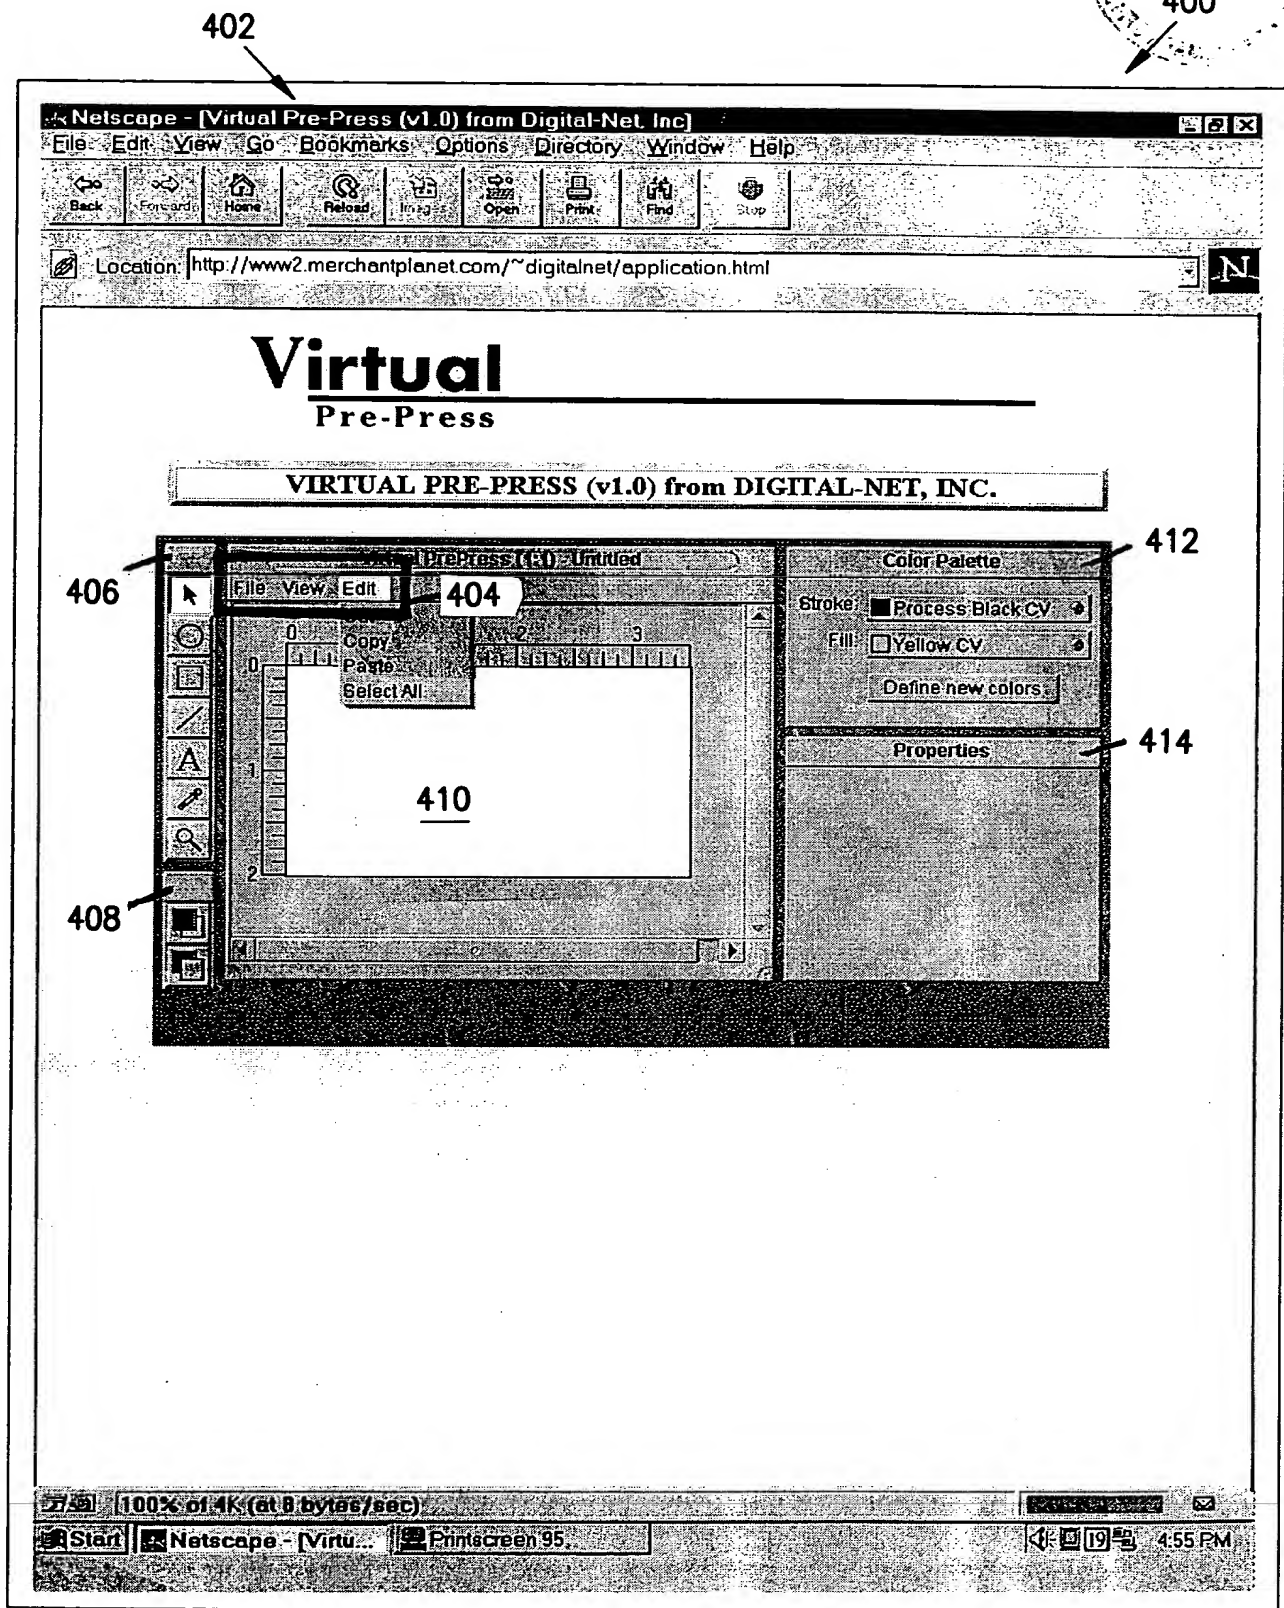 402
400
Netscape - [Virtual Pre-Press (v1.0) from Digital-Net, Inc]
File Edit View Go Bookmarks Options Directory Window Help
Back Forward Home Reload Images Open Print Find Stop
Location: http://www2.merchantplanet.com/~digitalnet/application.html
N
Virtual
Pre-Press
VIRTUAL PRE-PRESS (v1.0) from DIGITAL-NET, INC.
406
PrePress (1:1) - Untitled
File View Edit
404
Copy
Paste
Select All
0 2 3
0
1
2
A
410
408
Color Palette
412
Stroke: Process Black CV
Fill: Yellow CV
Define new colors
Properties
414
100% of 4K (at 8 bytes/sec)
Start Netscape - [Virtu... Printscreen 95 19 4:55 PM